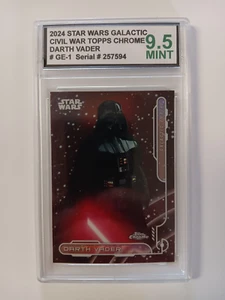 2024 STAR WARS GALACTIC
CIVIL WAR TOPPS CHROME
DARTH VADER
# GE-1 Serial # 257594
9.5
MINT
STAR
WARS
Chrome
DARTH VADER